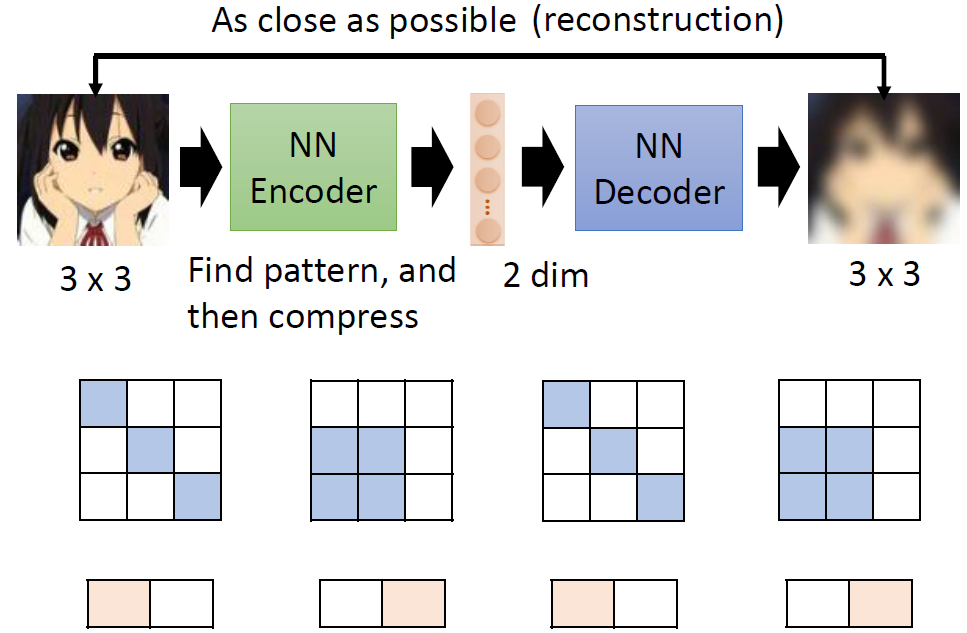 As close as possible (reconstruction)
NN
Encoder
NN
Decoder
3 x 3
Find pattern, and
then compress
2 dim
3 x 3